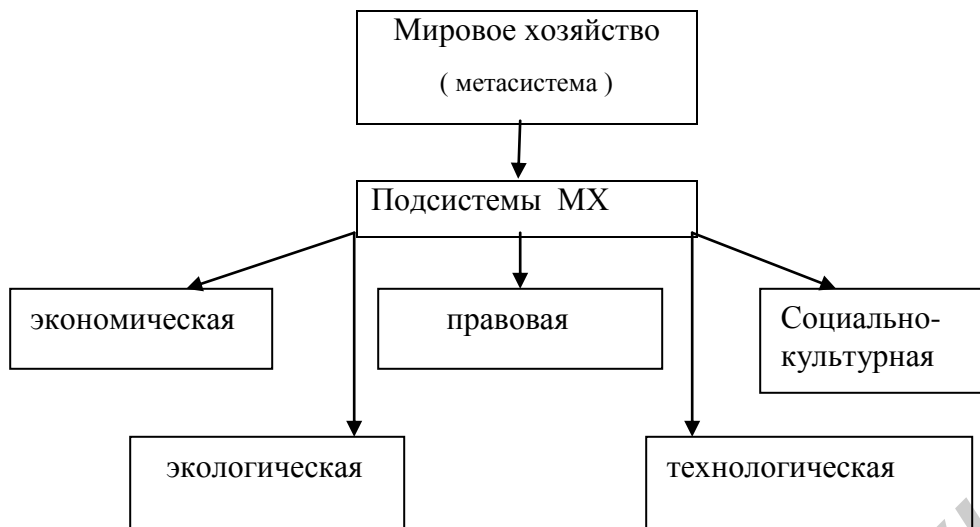 Мировое хозяйство
( метасистема )
Подсистемы МХ
экономическая
правовая
Социально-
культурная
экологическая
технологическая